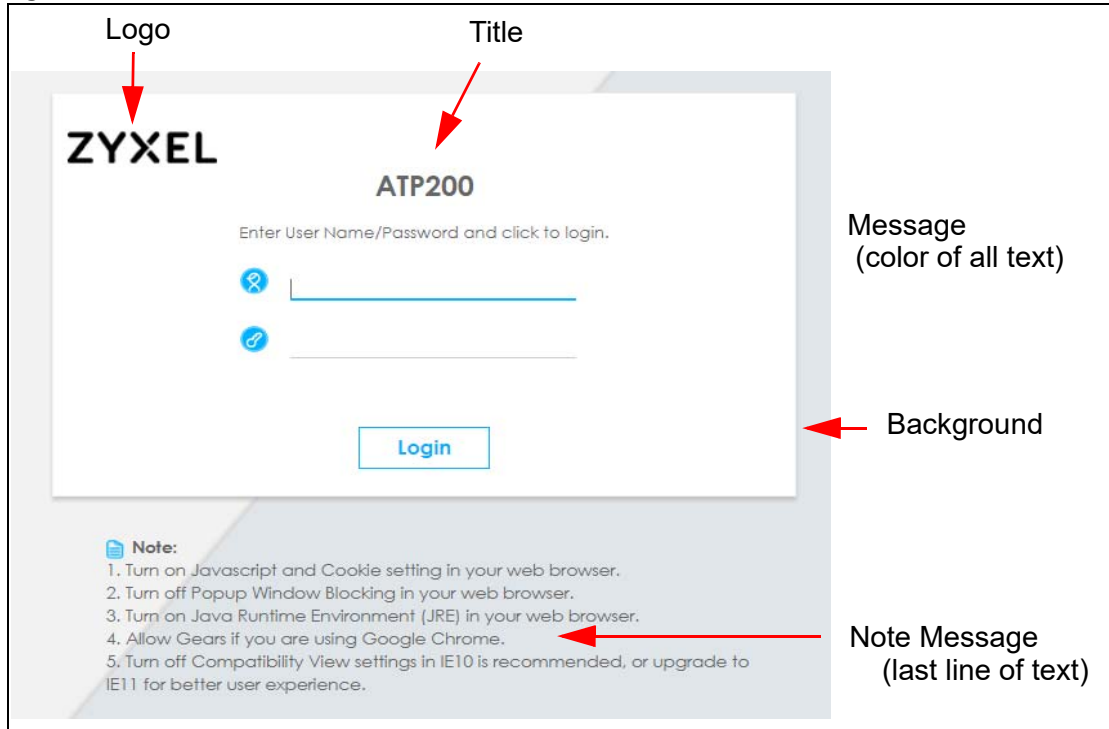 Logo
Title
ZYXEL
ATP200
Enter User Name/Password and click to login.
Message
(color of all text)
Background
Login
Note:
1. Turn on Javascript and Cookie setting in your web browser.
2. Turn off Popup Window Blocking in your web browser.
3. Turn on Java Runtime Environment (JRE) in your web browser.
4. Allow Gears if you are using Google Chrome.
5. Turn off Compatibility View settings in IE10 is recommended, or upgrade to
IE11 for better user experience.
Note Message
(last line of text)